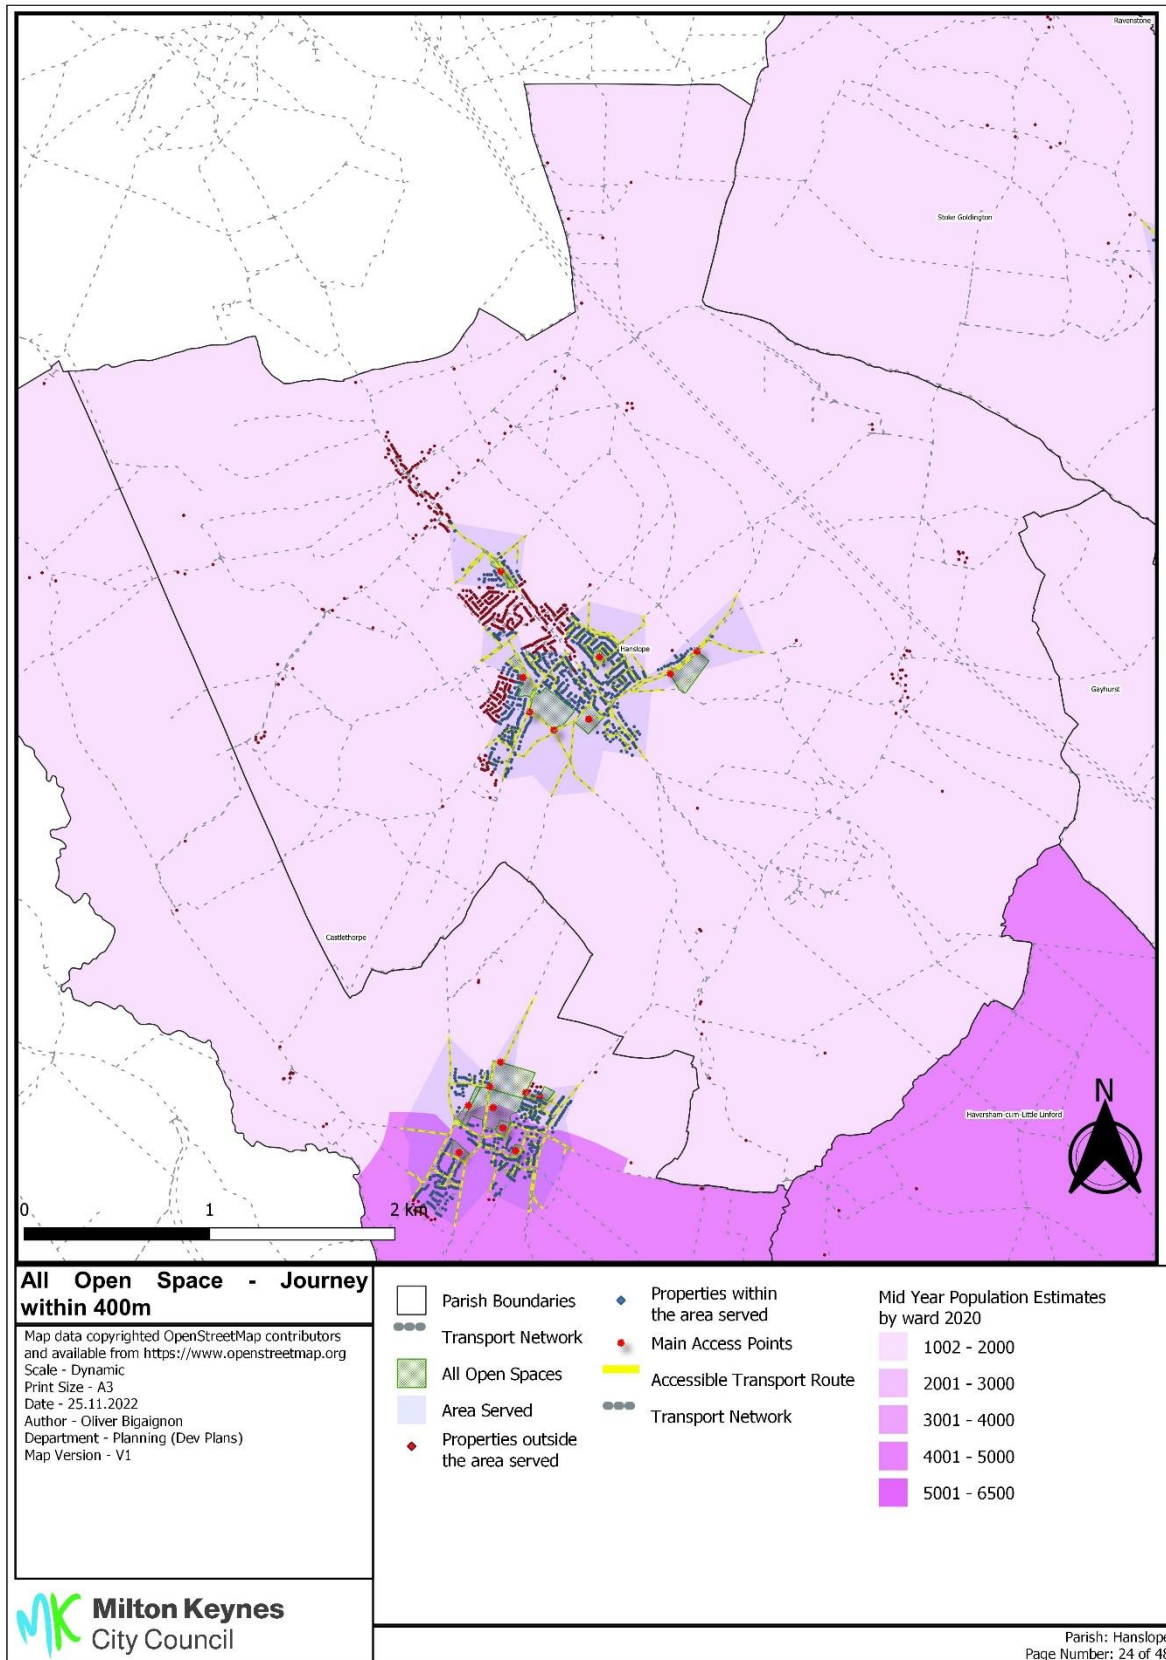 Ravenstone
Stoke Goldington
Hanslope
Gayhurst
Castlethorpe
Haversham-cum-Little Linford
N
0 1 2 km
All Open Space - Journey
within 400m
Map data copyrighted OpenStreetMap contributors
and available from https://www.openstreetmap.org
Scale - Dynamic
Print Size - A3
Date - 25.11.2022
Author - Oliver Bigaignon
Department - Planning (Dev Plans)
Map Version - V1
Milton Keynes
City Council
Parish Boundaries
Transport Network
All Open Spaces
Area Served
Properties outside
the area served
Properties within
the area served
Main Access Points
Accessible Transport Route
Transport Network
Mid Year Population Estimates
by ward 2020
1002 - 2000
2001 - 3000
3001 - 4000
4001 - 5000
5001 - 6500
Parish: Hanslope
Page Number: 24 of 48